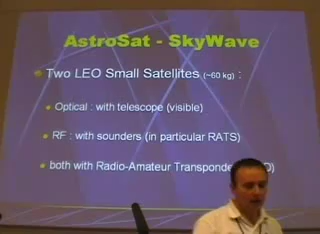 AstroSat - SkyWave
Two LEO Small Satellites (~60 kg) :
Optical : with telescope (visible)
RF : with sounders (in particular RATS)
both with Radio-Amateur